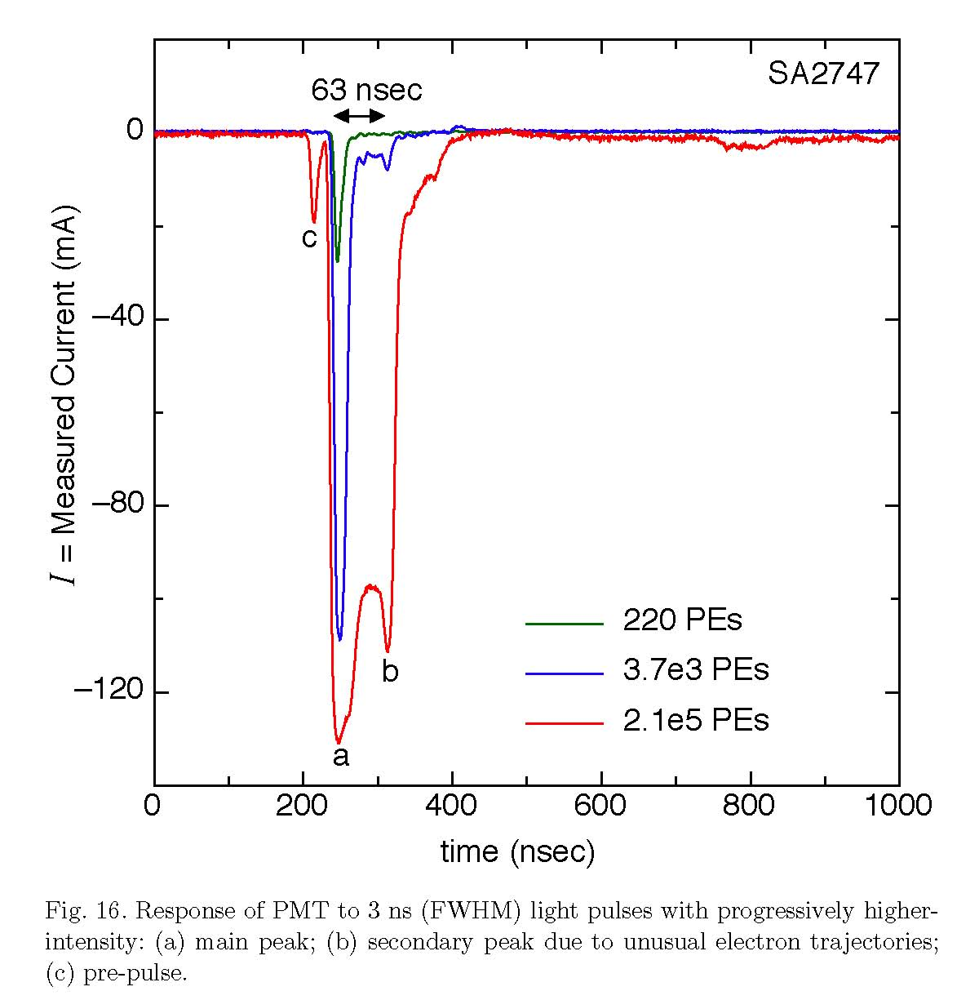 SA2747
63 nsec
0
c
−40
I = Measured Current (mA)
−80
220 PEs
b
3.7e3 PEs
−120
2.1e5 PEs
a
0 200 400 600 800 1000
time (nsec)
Fig. 16. Response of PMT to 3 ns (FWHM) light pulses with progressively higher-
intensity: (a) main peak; (b) secondary peak due to unusual electron trajectories;
(c) pre-pulse.